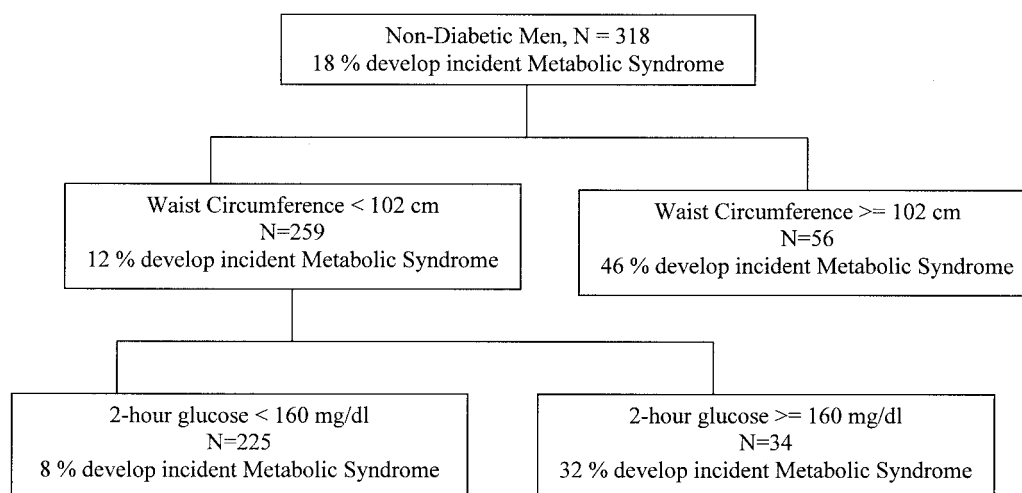 Non-Diabetic Men, N = 318
18 % develop incident Metabolic Syndrome
Waist Circumference < 102 cm
N=259
12 % develop incident Metabolic Syndrome
Waist Circumference >= 102 cm
N=56
46 % develop incident Metabolic Syndrome
2-hour glucose < 160 mg/dl
N=225
8 % develop incident Metabolic Syndrome
2-hour glucose >= 160 mg/dl
N=34
32 % develop incident Metabolic Syndrome